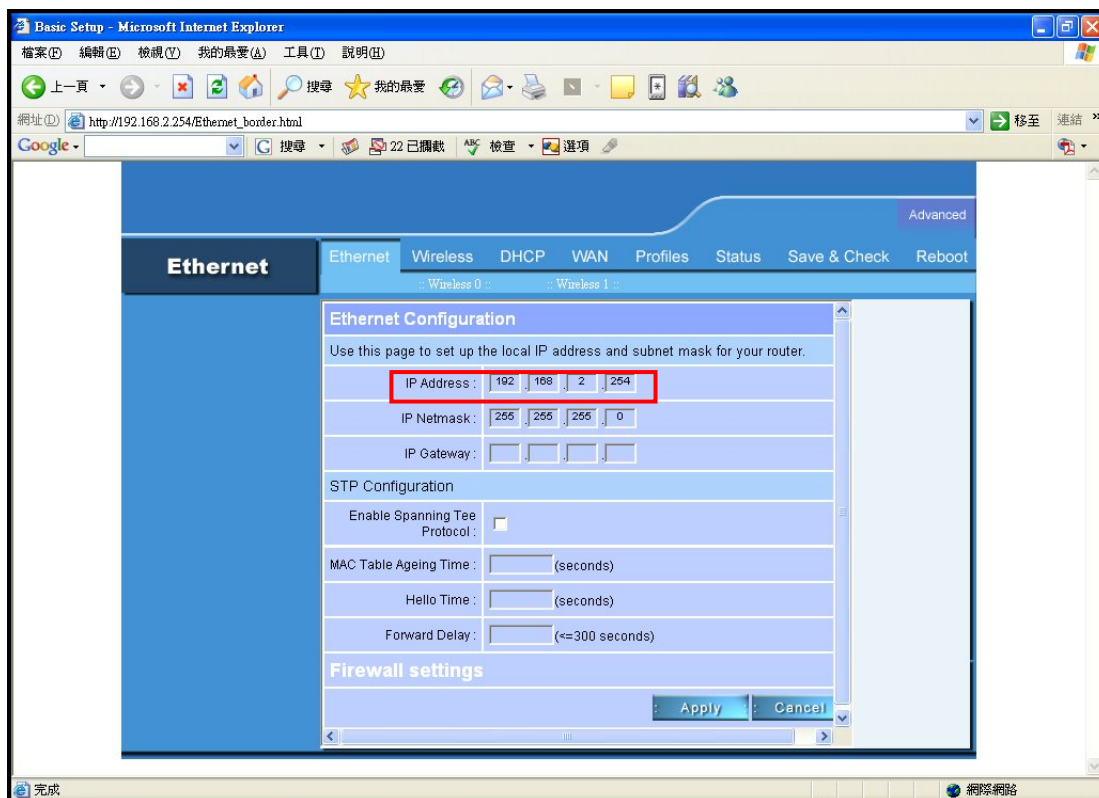 Basic Setup - Microsoft Internet Explorer
檔案(F) 編輯(E) 檢視(V) 我的最愛(A) 工具(T) 說明(H)
上一頁 搜尋 我的最愛
網址(D) http://192.168.2.254/Ethernet_border.html 移至 連結 »
Google 搜尋 22 已攔截 ABC 檢查 選項
Advanced
Ethernet
Ethernet Wireless DHCP WAN Profiles Status Save & Check Reboot
:: Wireless 0 :: :: Wireless 1 ::
Ethernet Configuration
Use this page to set up the local IP address and subnet mask for your router.
IP Address : 192 . 168 . 2 . 254
IP Netmask : 255 . 255 . 255 . 0
IP Gateway : . . .
STP Configuration
Enable Spanning Tee
Protocol :
MAC Table Ageing Time : (seconds)
Hello Time : (seconds)
Forward Delay : (<=300 seconds)
Firewall settings
: Apply : : Cancel
完成 網際網路